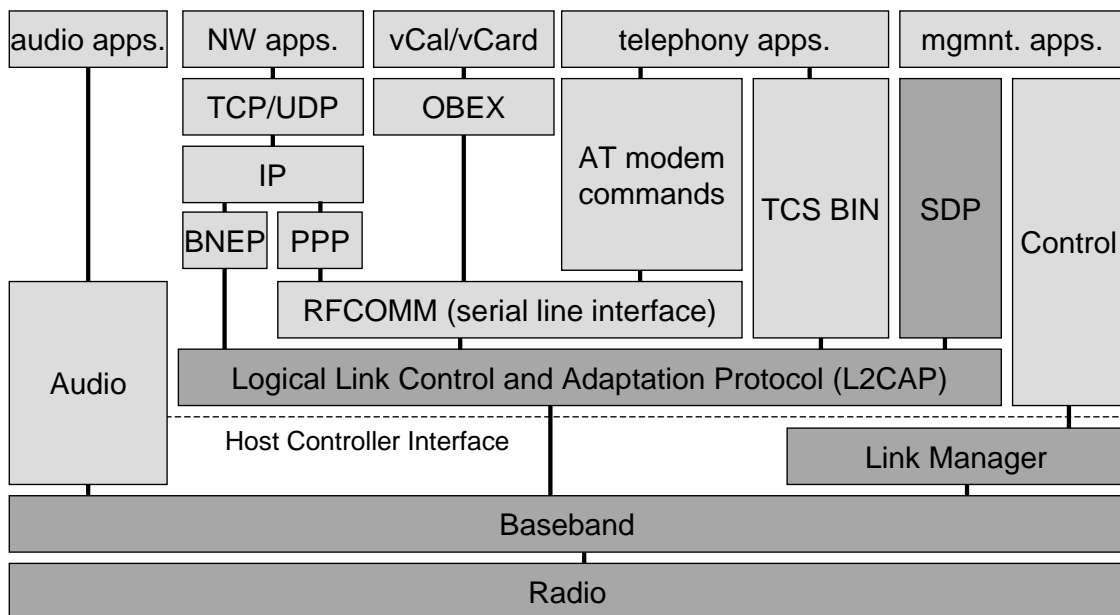 audio apps.
NW apps.
vCal/vCard
telephony apps.
mgmnt. apps.
TCP/UDP
OBEX
AT modem
commands
TCS BIN
SDP
Control
IP
BNEP
PPP
RFCOMM (serial line interface)
Audio
Logical Link Control and Adaptation Protocol (L2CAP)
Host Controller Interface
Link Manager
Baseband
Radio